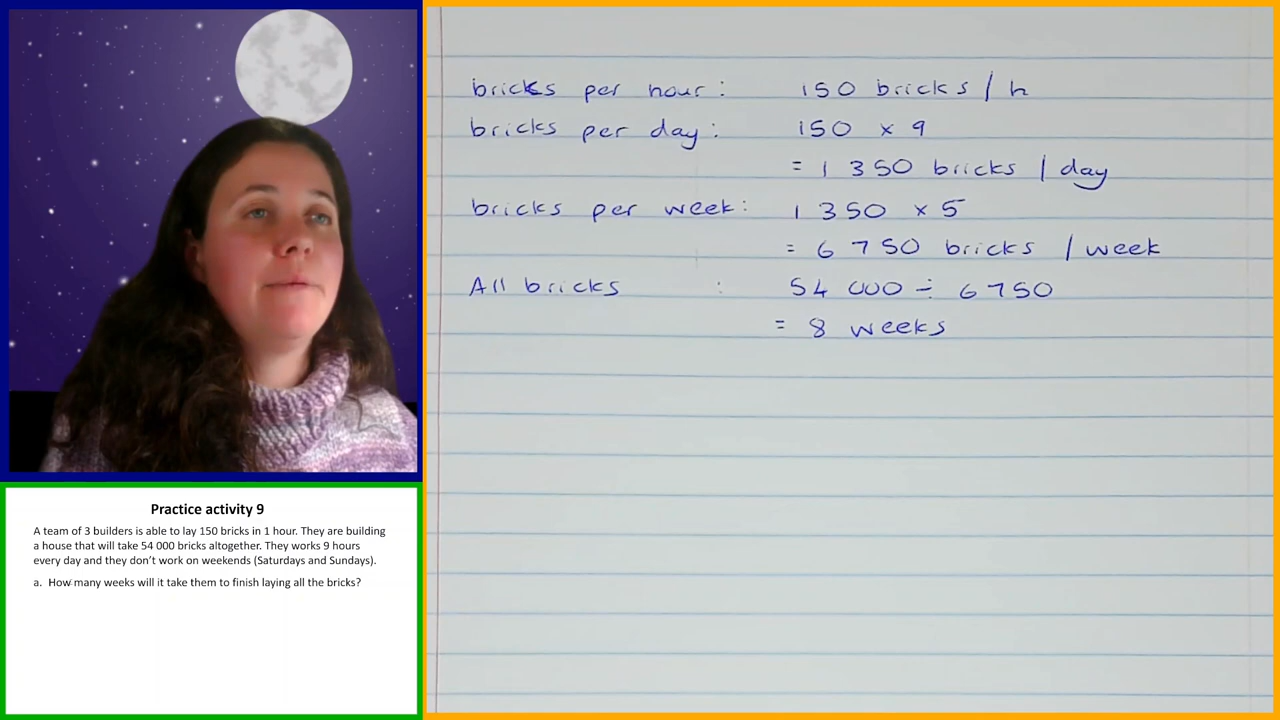 bricks per hour: 150 bricks / h
bricks per day: 150 × 9
= 1 350 bricks / day
bricks per week: 1 350 × 5
= 6 750 bricks / week
All bricks : 54 000 ÷ 6750
= 8 weeks
Practice activity 9
A team of 3 builders is able to lay 150 bricks in 1 hour. They are building
a house that will take 54 000 bricks altogether. They works 9 hours
every day and they don't work on weekends (Saturdays and Sundays).
a. How many weeks will it take them to finish laying all the bricks?